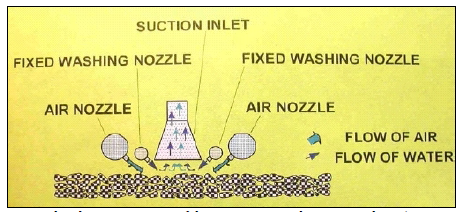 SUCTION INLET
FIXED WASHING NOZZLE
FIXED WASHING NOZZLE
AIR NOZZLE
AIR NOZZLE
FLOW OF AIR
FLOW OF WATER